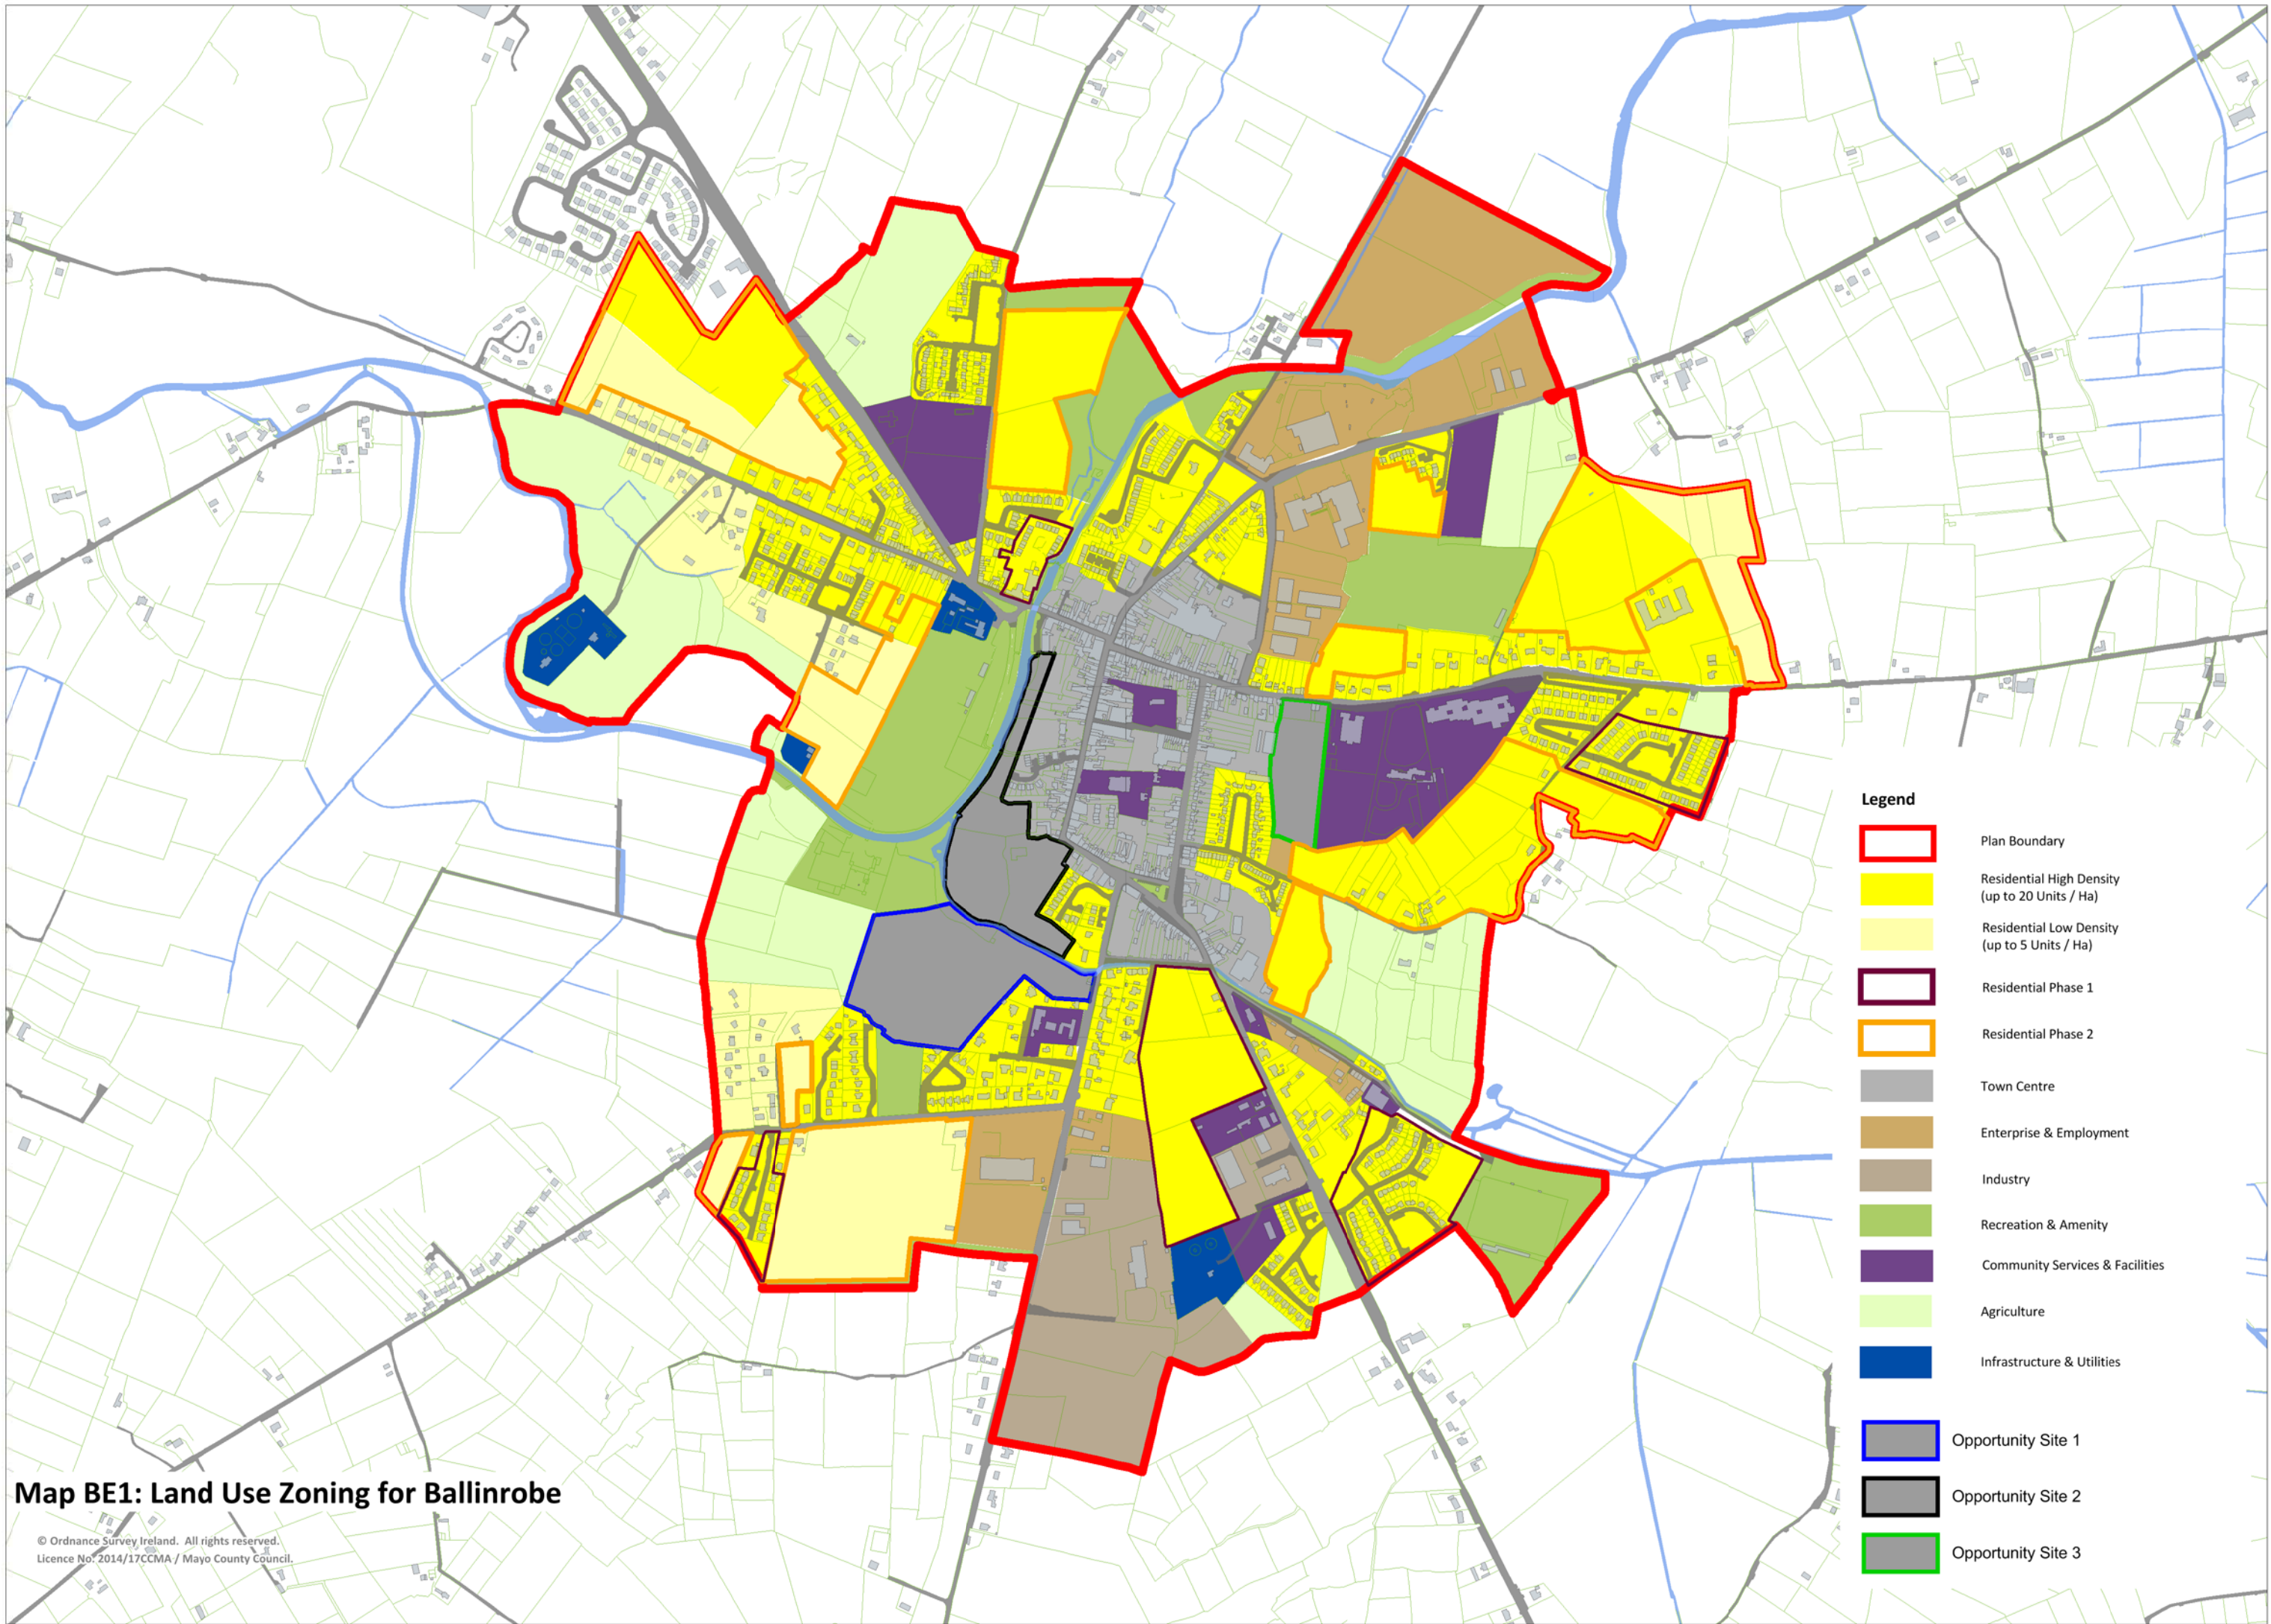 Legend
Plan Boundary
Residential High Density
(up to 20 Units / Ha)
Residential Low Density
(up to 5 Units / Ha)
Residential Phase 1
Residential Phase 2
Town Centre
Enterprise & Employment
Industry
Recreation & Amenity
Community Services & Facilities
Agriculture
Infrastructure & Utilities
Opportunity Site 1
Opportunity Site 2
Opportunity Site 3
Map BE1: Land Use Zoning for Ballinrobe
© Ordnance Survey Ireland. All rights reserved.
Licence No. 2014/17CCMA / Mayo County Council.